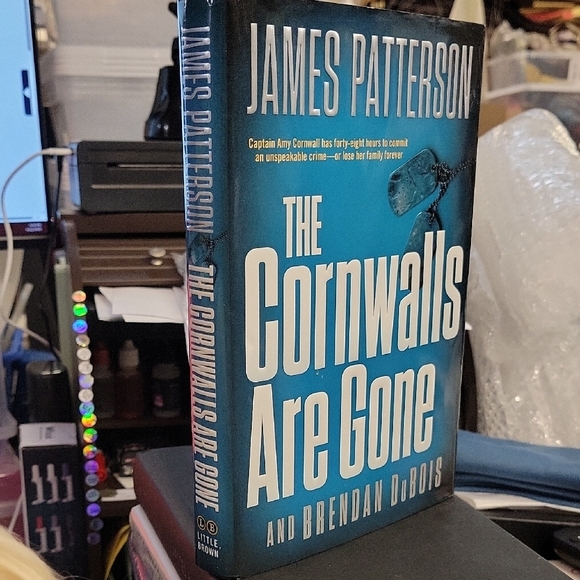 JAMES PATTERSON
Captain Amy Cornwall has forty-eight hours to commit
an unspeakable crime—or lose her family forever
THE
Cornwalls
Are Gone
AND BRENDAN DuBOIS
JAMES PATTERSON THE CORNWALLS ARE GONE
L B
LITTLE,
BROWN